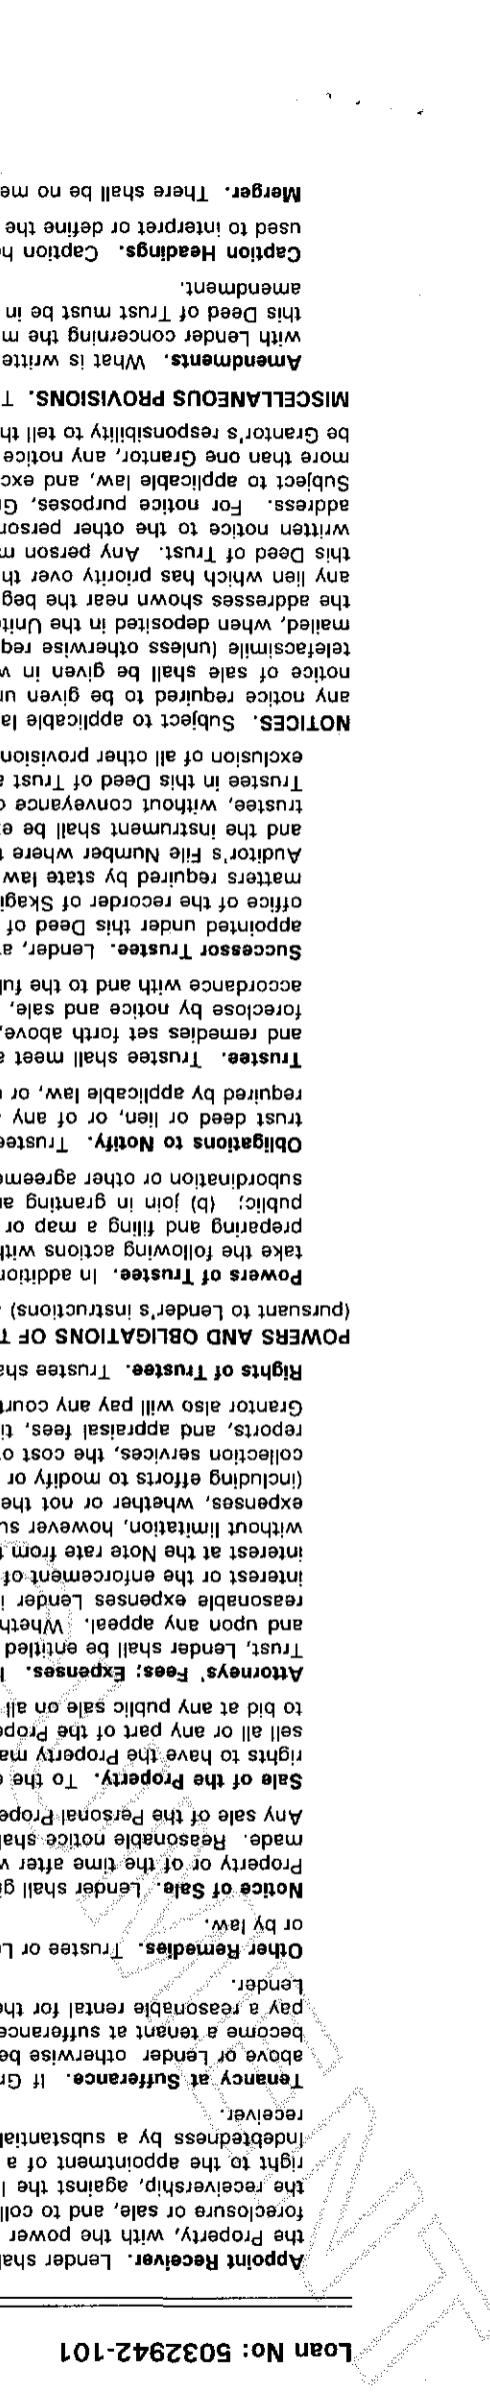 Loan No: 5032942-101
Appoint Receiver. Lender shal
the Property, with the power
foreclosure or sale, and to coll
the receivership, against the I
right to the appointment of a
Indebtedness by a substantial
receiver.
Tenancy at Sufferance. If Gr
above or Lender otherwise be
become a tenant at sufferance
pay a reasonable rental for the
Lender.
Other Remedies. Trustee or Le
or by law.
Notice of Sale. Lender shall gi
Property or of the time after w
made. Reasonable notice shal
Any sale of the Personal Prope
Sale of the Property. To the e
rights to have the Property ma
sell all or any part of the Prope
to bid at any public sale on all
Attorneys' Fees; Expenses. I
Trust, Lender shall be entitled
and upon any appeal. Wheth
reasonable expenses Lender i
interest or the enforcement of
interest at the Note rate from t
without limitation, however su
expenses, whether or not the
(including efforts to modify or
collection services, the cost o
reports, and appraisal fees, ti
Grantor also will pay any court
Rights of Trustee. Trustee sha
POWERS AND OBLIGATIONS OF T
(pursuant to Lender's instructions)
Powers of Trustee. In addition
take the following actions with
preparing and filing a map or
public; (b) join in granting an
subordination or other agreeme
Obligations to Notify. Trustee
trust deed or lien, or of any
required by applicable law, or
Trustee. Trustee shall meet a
and remedies set forth above,
foreclose by notice and sale,
accordance with and to the ful
Successor Trustee. Lender, a
appointed under this Deed of
office of the recorder of Skagi
matters required by state law
Auditor's File Number where t
and the instrument shall be e
trustee, without conveyance o
Trustee in this Deed of Trust a
exclusion of all other provision
NOTICES. Subject to applicable la
any notice required to be given un
notice of sale shall be given in w
telefacsimile (unless otherwise req
mailed, when deposited in the Unite
the addresses shown near the beg
any lien which has priority over th
this Deed of Trust. Any person m
written notice to the other person
address. For notice purposes, Gr
Subject to applicable law, and exc
more than one Grantor, any notice
be Grantor's responsibility to tell th
MISCELLANEOUS PROVISIONS. T
Amendments. What is writte
with Lender concerning the m
this Deed of Trust must be in
amendment.
Caption Headings. Caption he
used to interpret or define the
Merger. There shall be no me